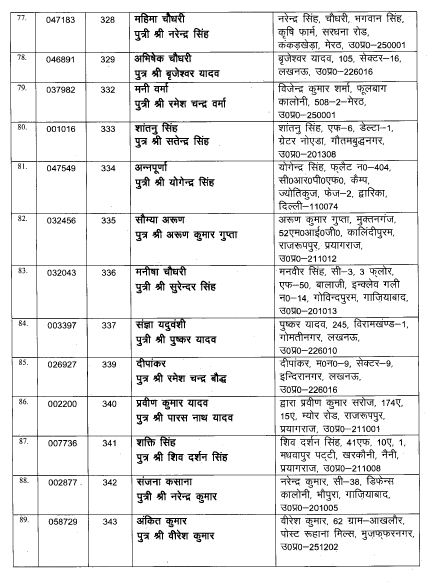 77. 047183 328 महिमा चौधरी नरेन्द्र सिंह, चौधरी, भगवान सिंह,
पुत्री श्री नरेन्द्र सिंह कृषि फार्म, सरधना रोड,
कंकड़खेड़ा, मेरठ, उ0प्र0-250001
78. 046891 329 अभिषेक चौधरी बृजेश्वर यादव, 105, सेक्टर-16,
पुत्र श्री बृजेश्वर यादव लखनऊ, उ0प्र0-226016
79. 037982 332 मनी वर्मा विजेन्द्र कुमार शर्मा, फूलबाग
पुत्री श्री रमेश चन्द्र वर्मा कालोनी, 508-2-मेरठ,
उ0प्र0-250001
80. 001016 333 शांतनु सिंह शांतनु सिंह, एफ-6, डेल्टा-1,
पुत्र श्री सतेन्द्र सिंह ग्रेटर नोएडा, गौतमबुद्धनगर,
उ0प्र0-201308
81. 047549 334 अन्नपूर्णा योगेन्द्र सिंह, फ्लैट न0-404,
पुत्री श्री योगेन्द्र सिंह सी0आर0पी0एफ0, कैम्प,
ज्योतिकुज, फेज-2, द्वारिका,
दिल्ली-110074
82. 032456 335 सौम्या अरूण अरूण कुमार गुप्ता, मुक्तनगंज,
पुत्र श्री अरूण कुमार गुप्ता 52एम0आई0जी0, कालिंदीपुरम,
राजरूपपुर, प्रयागराज,
उ0प्र0-211012
83. 032043 336 मनीषा चौधरी मनवीर सिंह, सी-3, 3 फ्लोर,
पुत्री श्री सुरेन्दर सिंह एफ-50, बालाजी, इन्क्लेव गली
न0-14, गोविन्दपुरम, गाज़ियाबाद,
उ0प्र0-201013
84. 003397 337 संज्ञा यदुवंशी पुष्कर यादव, 245, विरामखण्ड-1,
पुत्री श्री पुष्कर यादव गोमतीनगर, लखनऊ,
उ0प्र0-226010
85. 026927 339 दीपांकर दीपांकर, म0न0-9, सेक्टर-9,
पुत्र श्री रमेश चन्द्र बौद्ध इन्दिरानगर, लखनऊ,
उ0प्र0-226016
86. 002200 340 प्रवीण कुमार यादव द्वारा प्रवीण कुमार सरोज, 174ए,
पुत्र श्री पारस नाथ यादव 15ए, म्योर रोड, राजरूपपुर,
प्रयागराज, उ0प्र0-211001
87. 007736 341 शक्ति सिंह शिव दर्शन सिंह, 41एफ, 10ए, 1,
पुत्र श्री शिव दर्शन सिंह मधवापुर पट्टी, खरकौनी, नैनी,
प्रयागराज, उ0प्र0-211008
88. 002877 342 संजना कसाना नरेन्द्र कुमार, सी-38, डिफेन्स
पुत्री श्री नरेन्द्र कुमार कालोनी, भौपुरा, गाज़ियाबाद,
उ0प्र0-201005
89. 058729 343 अंकित कुमार वीरेश कुमार, 62 ग्राम-आखलौर,
पुत्र श्री वीरेश कुमार पोस्ट रूहाना मिल्स, मुज़फ्फरनगर,
उ0प्र0-251202